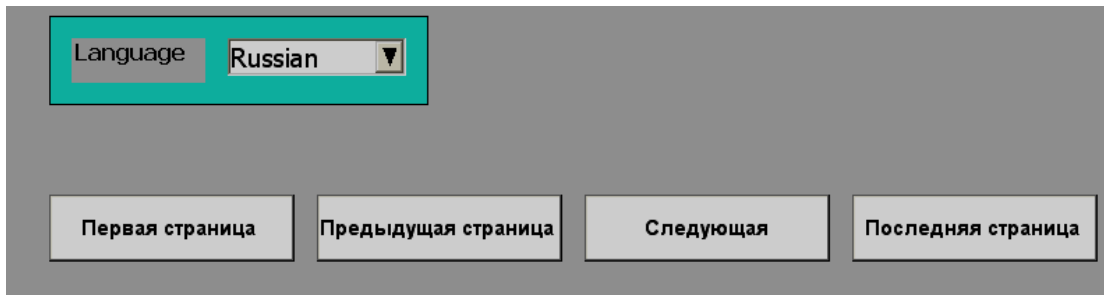 Language
Russian
Первая страница
Предыдущая страница
Следующая
Последняя страница